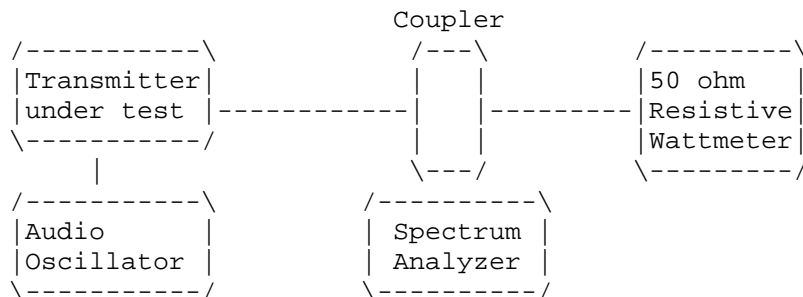 Coupler
Transmitter
under test
50 ohm
Resistive
Wattmeter
Audio
Oscillator
Spectrum
Analyzer